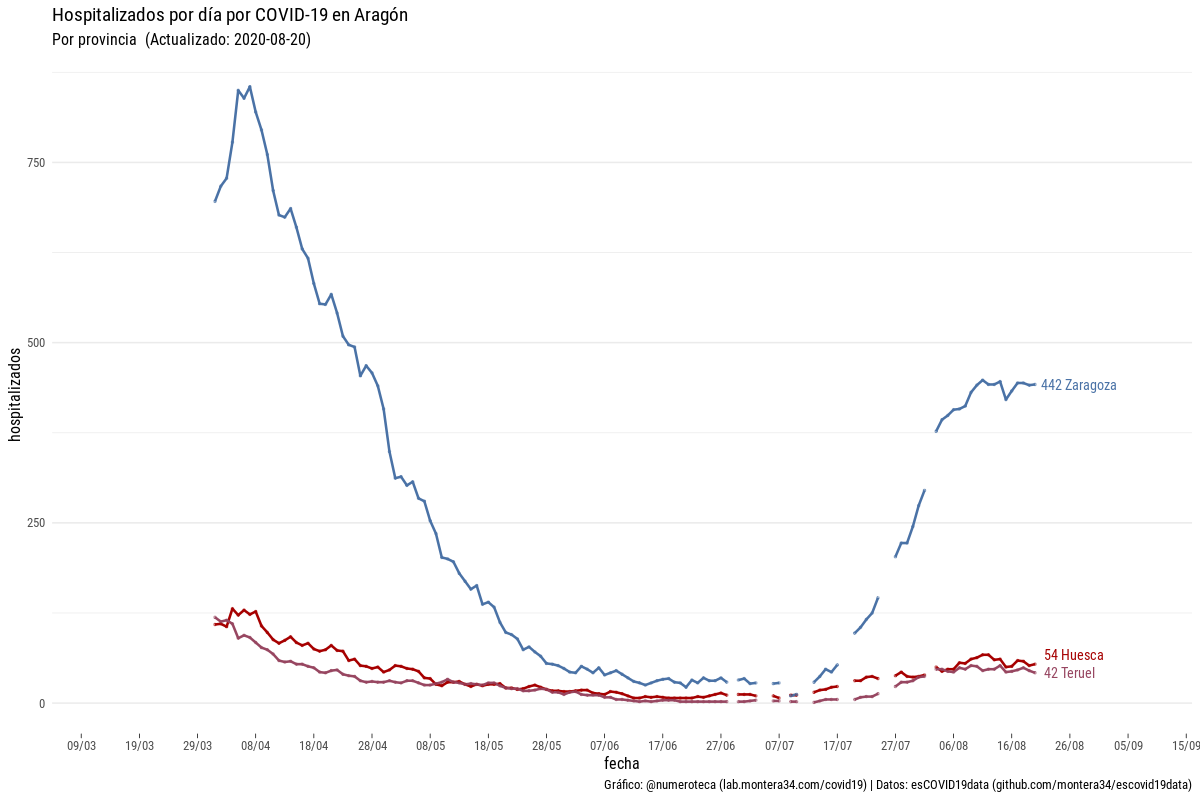 Hospitalizados por día por COVID-19 en Aragón
Por provincia (Actualizado: 2020-08-20)
hospitalizados
750
500
250
0
442 Zaragoza
54 Huesca
42 Teruel
09/03 19/03 29/03 08/04 18/04 28/04 08/05 18/05 28/05 07/06 17/06 27/06 07/07 17/07 27/07 06/08 16/08 26/08 05/09 15/09
fecha
Gráfico: @numeroteca (lab.montera34.com/covid19) | Datos: esCOVID19data (github.com/montera34/escovid19data)